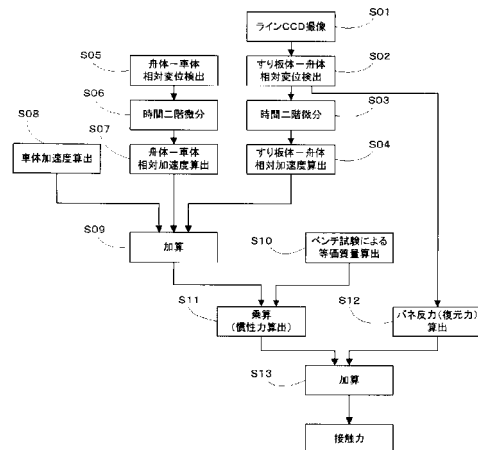 S01
ラインCCD撮像
S05
舟体－車体
相対変位検出
S02
すり板体－舟体
相対変位検出
S06
時間二階微分
S03
時間二階微分
S08
車体加速度算出
S07
舟体－車体
相対加速度算出
S04
すり板体－舟体
相対加速度算出
S09
加算
S10
ベンチ試験による
等価質量算出
S11
乗算
(慣性力算出)
S12
バネ反力(復元力)
算出
S13
加算
接触力